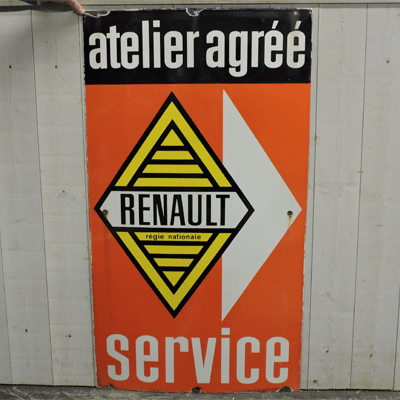 atelier agréé
RENAULT
régie nationale
service